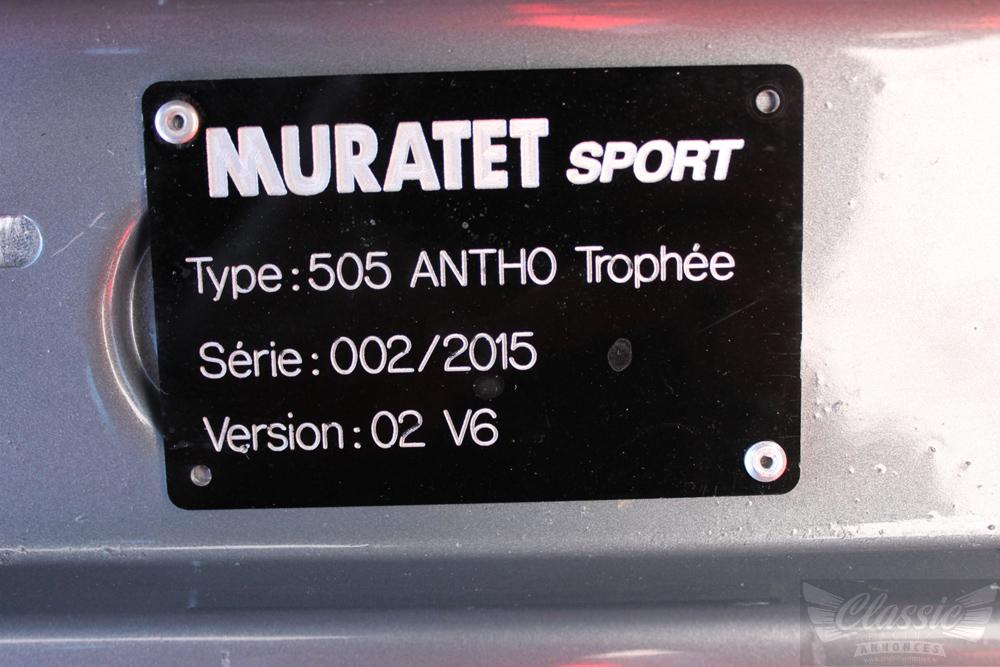 MURATET SPORT
Type : 505 ANTHO Trophée
Série : 002/2015
Version : 02 V6
Classic
ANNONCES